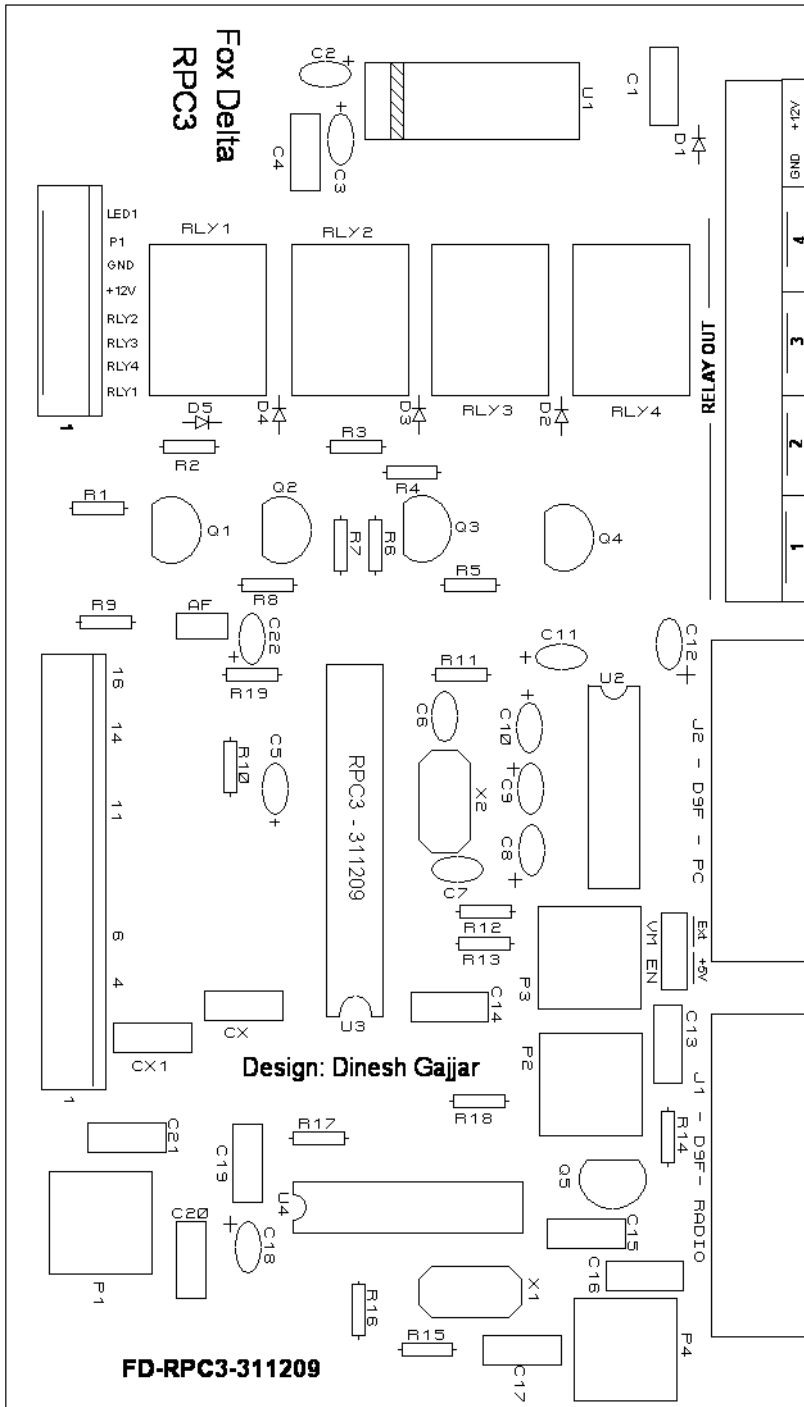 Fox Delta
RPC3
C2
+
C3
+
C4
U1
C1
D1
+12V
GND
4
3
2
1
RELAY OUT
LED1
P1
GND
+12V
RLY2
RLY3
RLY4
RLY1
1
RLY1
RLY2
RLY3
RLY4
D5
D4
D3
D2
R2
R3
R4
R1
Q1
Q2
R7
R6
Q3
Q4
R8
R5
R9
AF
C22
+
R19
R11
C11
+
C12
+
U2
16
14
11
6
4
1
R10
C5
+
RPC3 - 311209
U3
C6
X2
C7
C10
+
C9
+
C8
+
J2 - D9F - PC
R12
R13
P3
VM EN
Ext
+5V
C14
CX
CX1
C13
Design: Dinesh Gajjar
P2
J1 - D9F - RADIO
R18
R14
C21
C19
R17
U4
Q5
C15
C16
P1
C20
C18
+
R16
X1
R15
C17
P4
FD-RPC3-311209